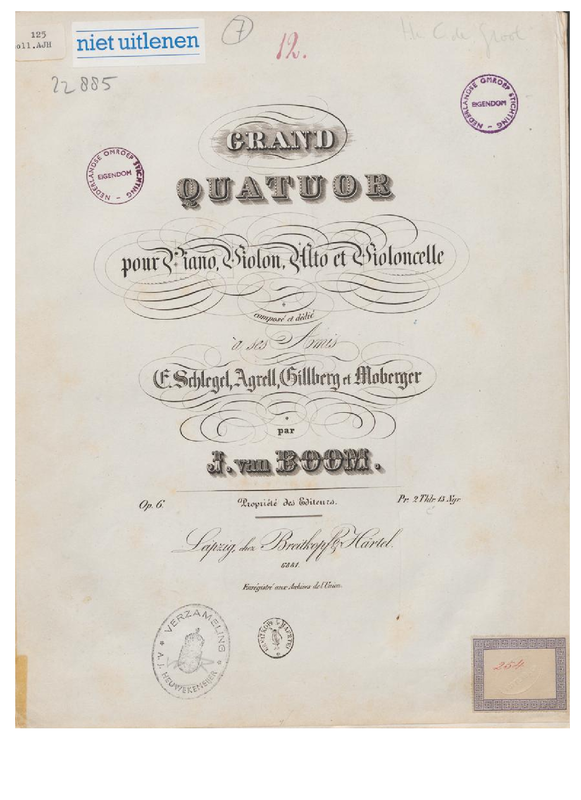 125
oll.AJH
niet uitlenen
7
12.
22885
NEDERLANDSE OMROEP STICHTING
EIGENDOM
NEDERLANDSE OMROEP STICHTING
EIGENDOM
GRAND
QUATUOR
pour Piano, Violon, Alto et Violoncelle
composé et dédié
à ses Amis
E. Schlegel, Agrell, Gillberg et Moberger
par
J. van BOOM.
Op. 6.
Propriété des Editeurs.
Pr. 2 Thlr 15 Ngr.
Leipzig, chez Breitkopf & Härtel.
Enregistré aux Archives de l'Union.
VERZAMELING
254